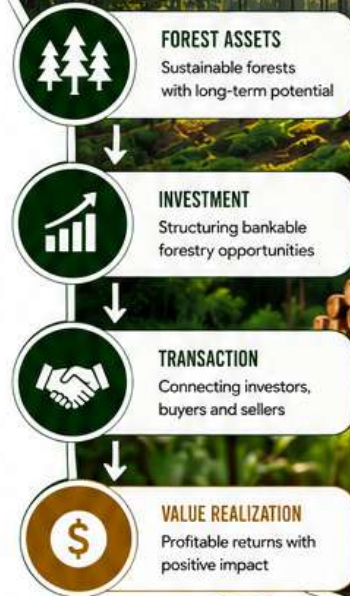 FOREST ASSETS
Sustainable forests
with long-term potential
INVESTMENT
Structuring bankable
forestry opportunities
TRANSACTION
Connecting investors,
buyers and sellers
$
VALUE REALIZATION
Profitable returns with
positive impact